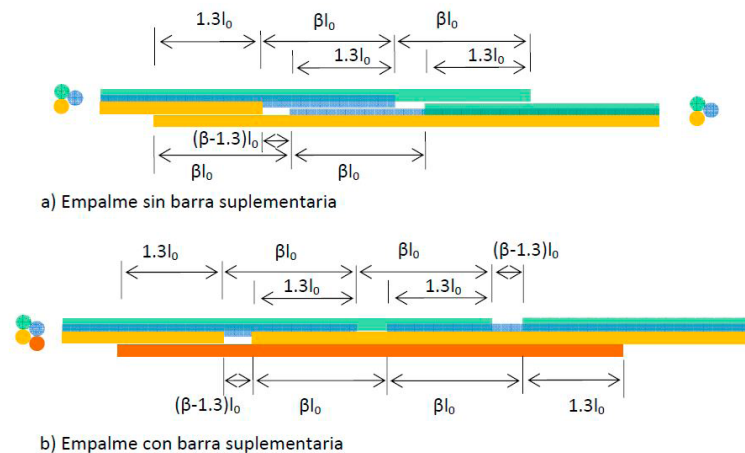 1.3l₀ βl₀ βl₀
1.3l₀ 1.3l₀
(β-1.3)l₀
βl₀ βl₀
a) Empalme sin barra suplementaria
1.3l₀ βl₀ βl₀ (β-1.3)l₀
1.3l₀ 1.3l₀
(β-1.3)l₀ βl₀ βl₀ 1.3l₀
b) Empalme con barra suplementaria